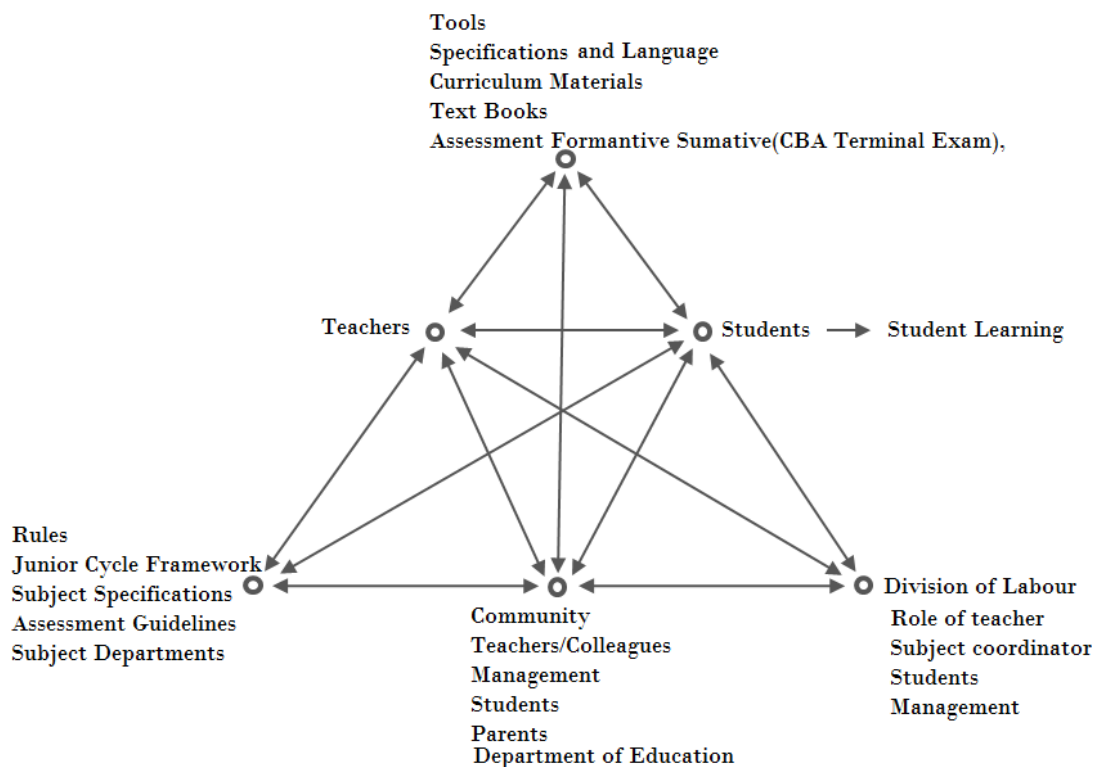 Tools
Specifications and Language
Curriculum Materials
Text Books
Assessment Formantive Sumative(CBA Terminal Exam),
Teachers
Students
Student Learning
Rules
Junior Cycle Framework
Subject Specifications
Assessment Guidelines
Subject Departments
Community
Teachers/Colleagues
Management
Students
Parents
Department of Education
Division of Labour
Role of teacher
Subject coordinator
Students
Management